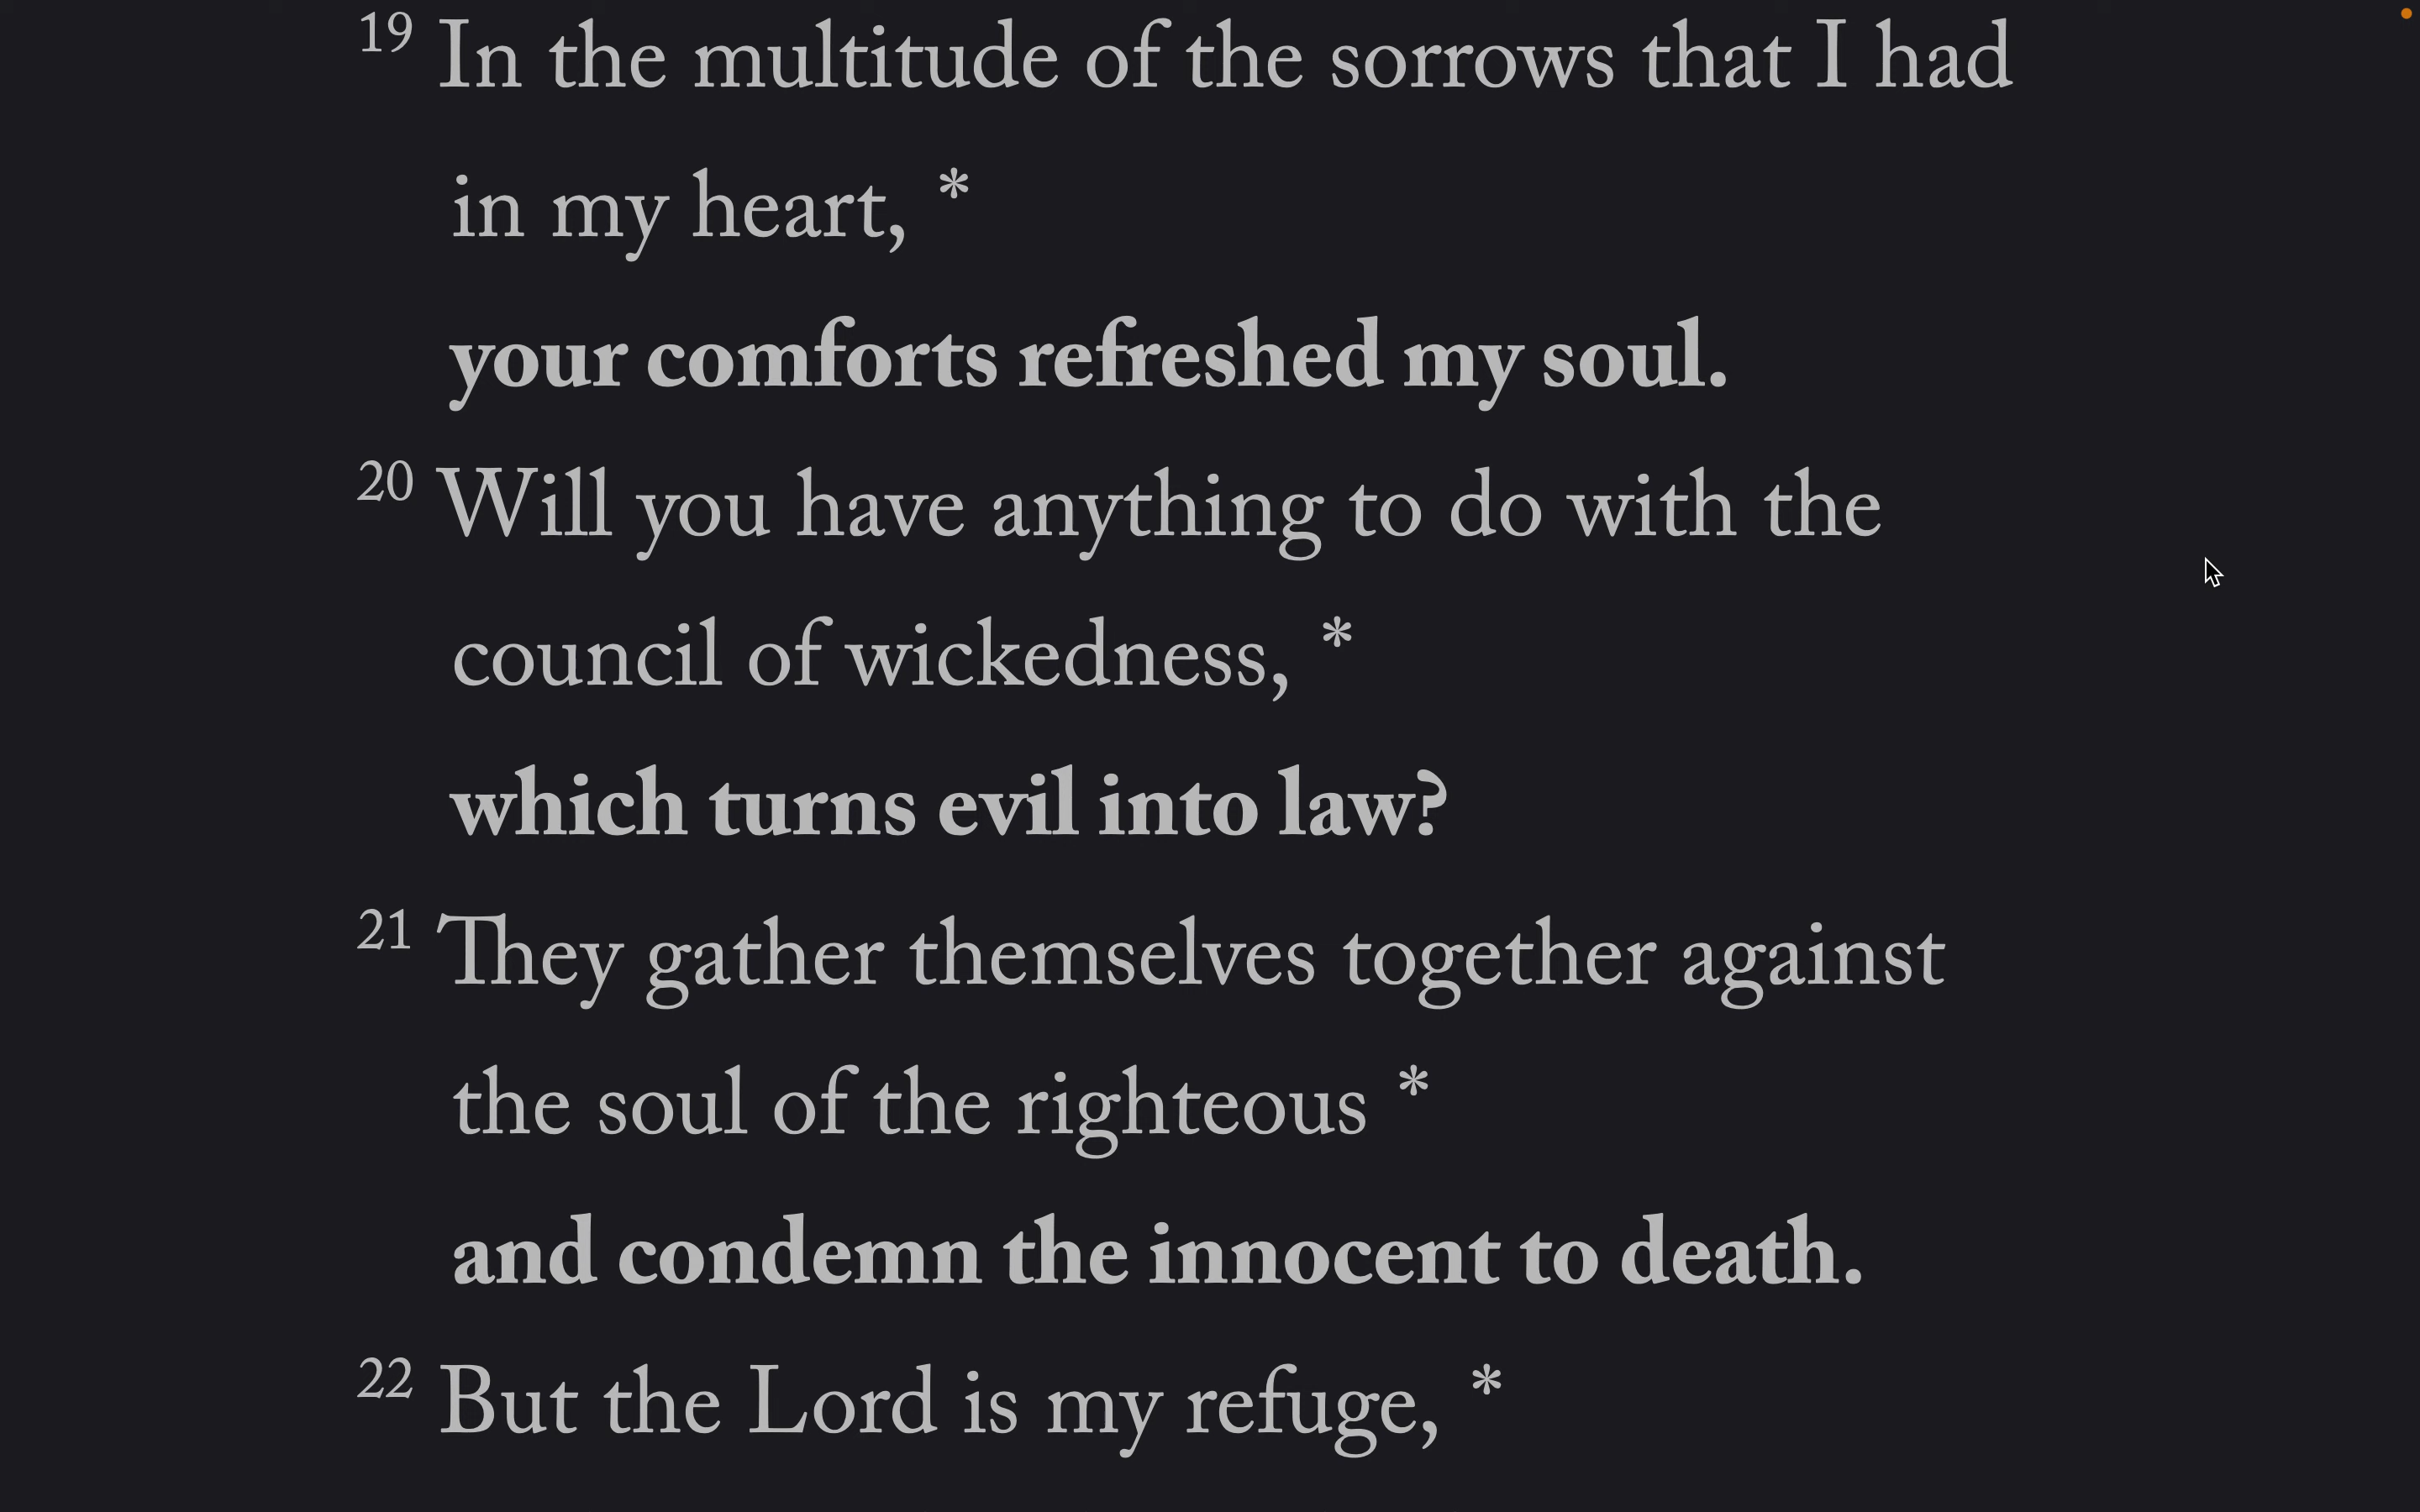 19 In the multitude of the sorrows that I had
in my heart, *
your comforts refreshed my soul.
20 Will you have anything to do with the
council of wickedness, *
which turns evil into law?
21 They gather themselves together against
the soul of the righteous *
and condemn the innocent to death.
22 But the Lord is my refuge, *